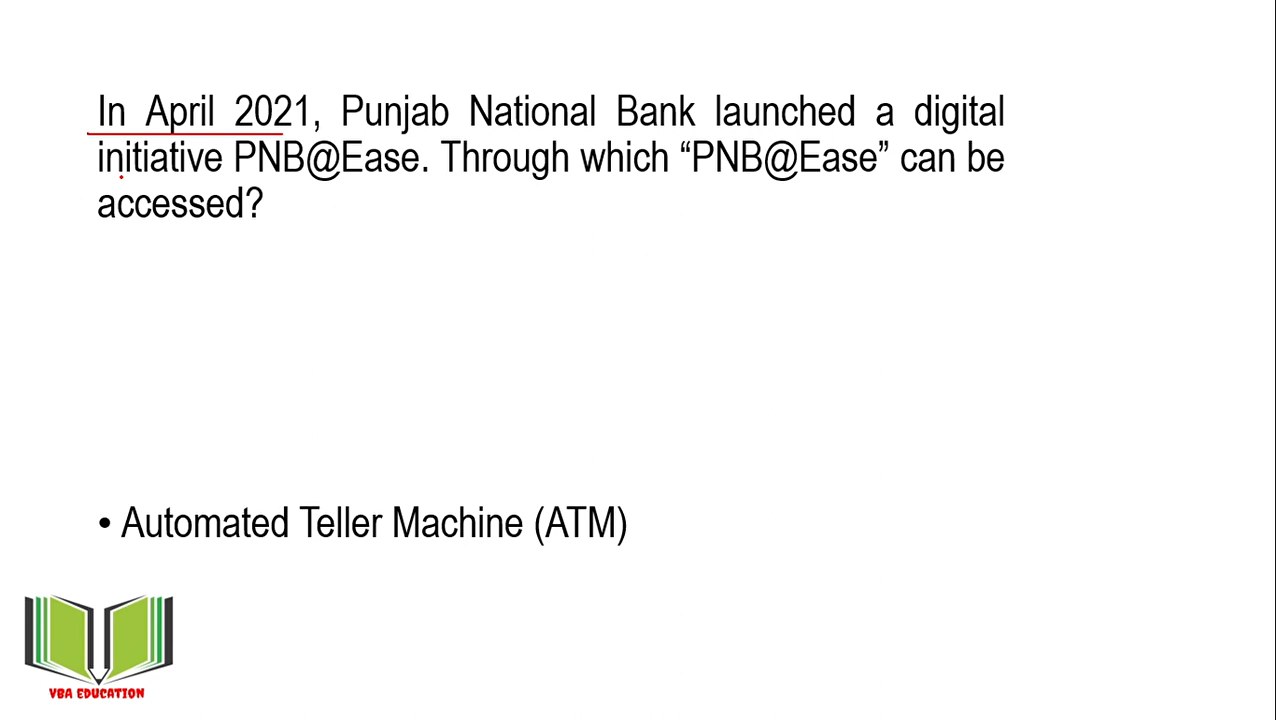 In April 2021, Punjab National Bank launched a digital
initiative PNB@Ease. Through which “PNB@Ease” can be
accessed?
• Automated Teller Machine (ATM)
VBA EDUCATION